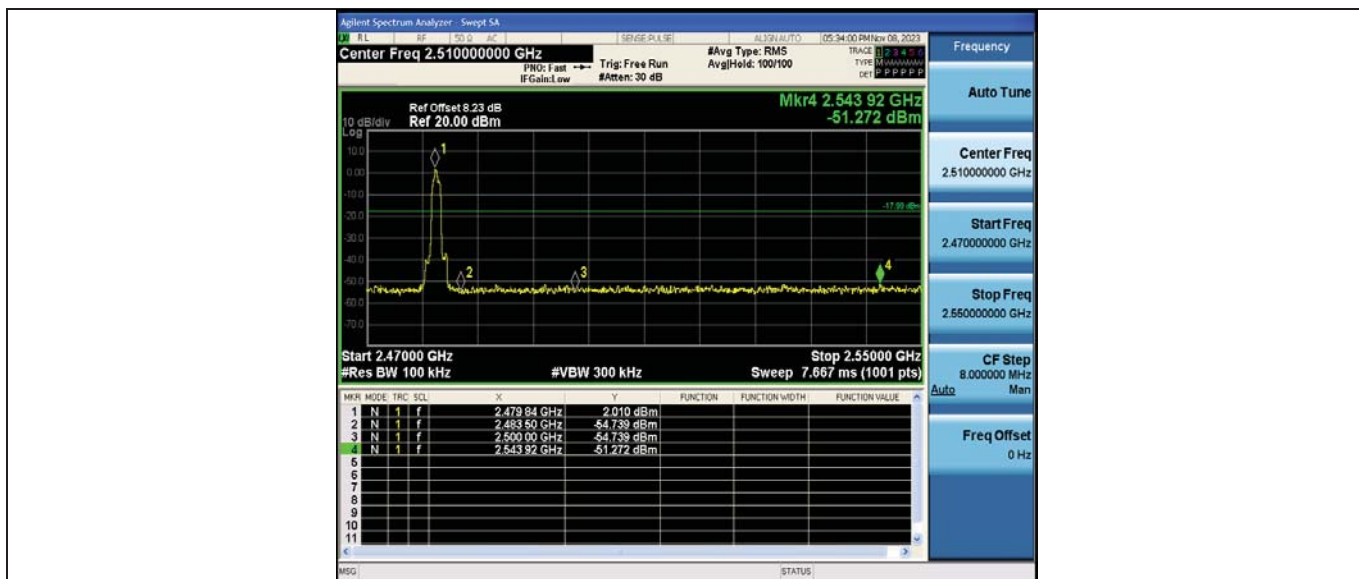 Agilent Spectrum Analyzer - Swept SA
RL RF 50 Ω AC SENSE:PULSE ALIGN AUTO 05:34:00 PM Nov 08, 2023
Center Freq 2.510000000 GHz
PNO: Fast
IFGain:Low
Trig: Free Run
#Atten: 30 dB
#Avg Type: RMS
Avg|Hold: 100/100
TRACE 1 2 3 4 5 6
TYPE M
DET P P P P P P
Ref Offset 8.23 dB
10 dB/div Ref 20.00 dBm
Log
Mkr4 2.543 92 GHz
-51.272 dBm
10.0
0.00
-10.0
-20.0
-30.0
-40.0
-50.0
-60.0
-70.0
1
2
3
4
-17.99 dBm
Start 2.47000 GHz Stop 2.55000 GHz
#Res BW 100 kHz #VBW 300 kHz Sweep 7.667 ms (1001 pts)
MKR MODE TRC SCL X Y FUNCTION FUNCTION WIDTH FUNCTION VALUE
1 N 1 f 2.479 84 GHz 2.010 dBm
2 N 1 f 2.483 50 GHz -54.739 dBm
3 N 1 f 2.500 00 GHz -54.739 dBm
4 N 1 f 2.543 92 GHz -51.272 dBm
5
6
7
8
9
10
11
MSG STATUS
Frequency
Auto Tune
Center Freq
2.510000000 GHz
Start Freq
2.470000000 GHz
Stop Freq
2.550000000 GHz
CF Step
8.000000 MHz
Auto Man
Freq Offset
0 Hz